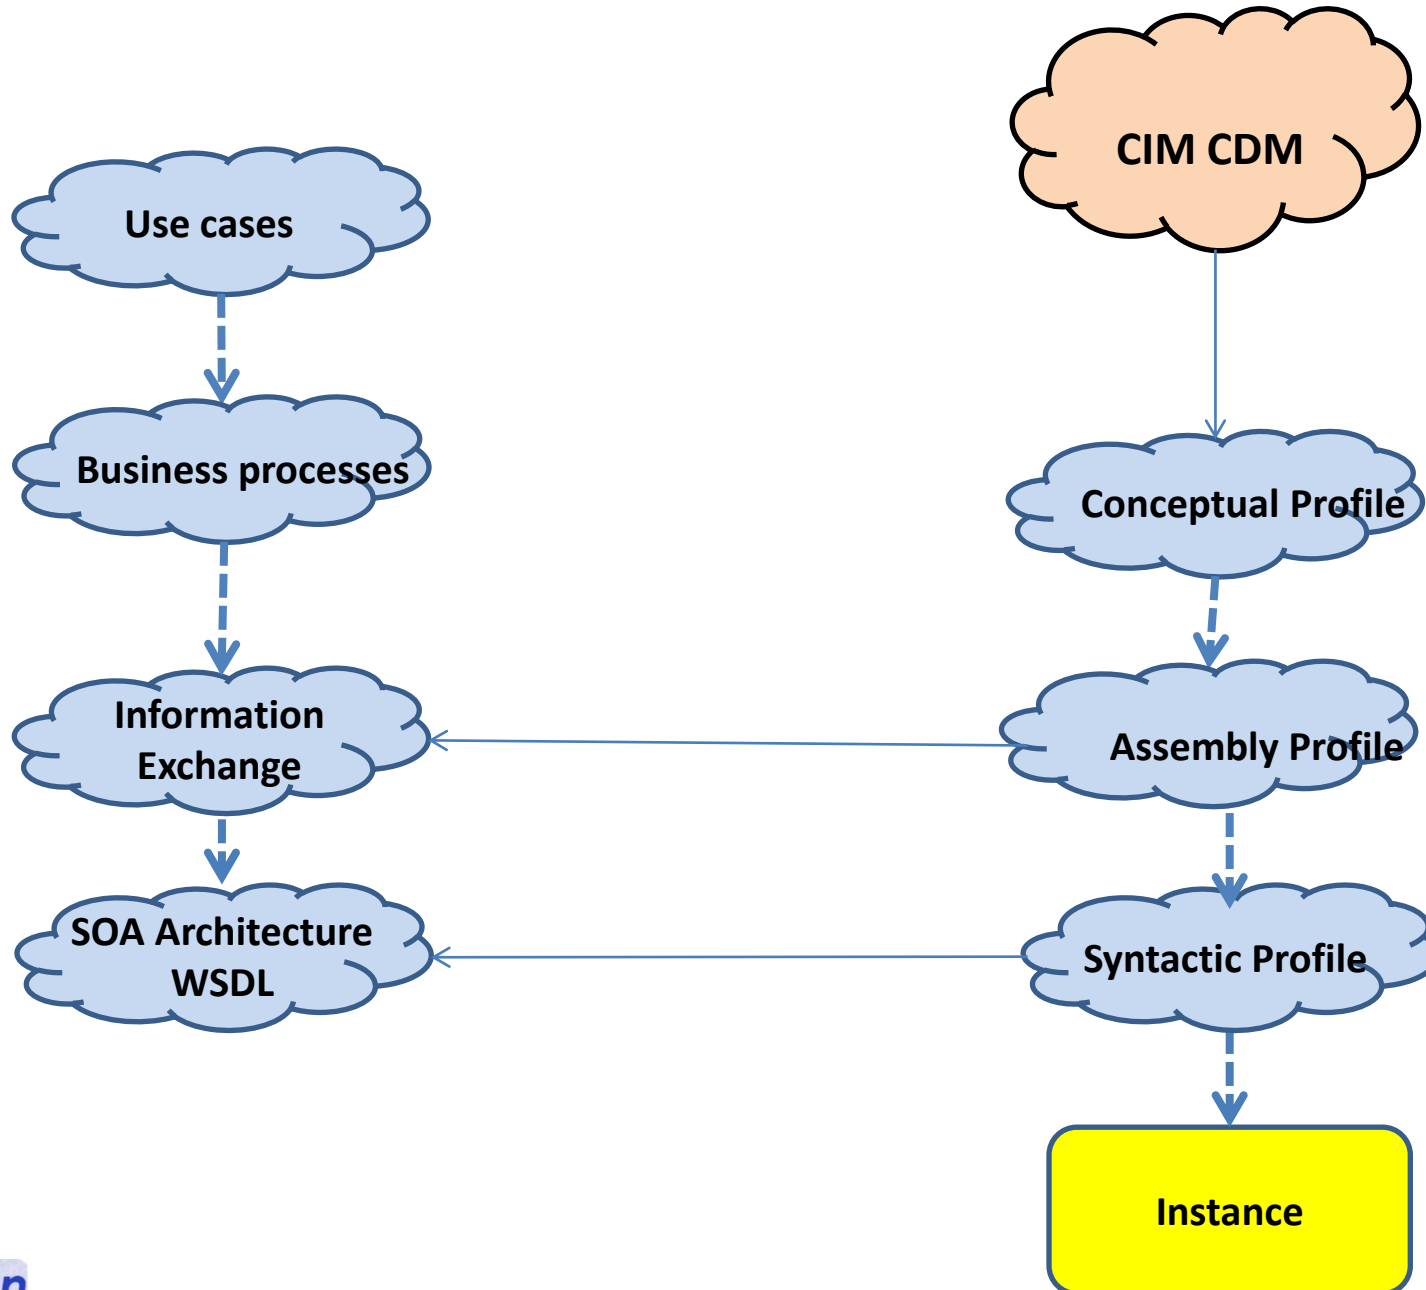 CIM CDM
Use cases
Business processes
Conceptual Profile
Information
Exchange
Assembly Profile
SOA Architecture
WSDL
Syntactic Profile
Instance
n